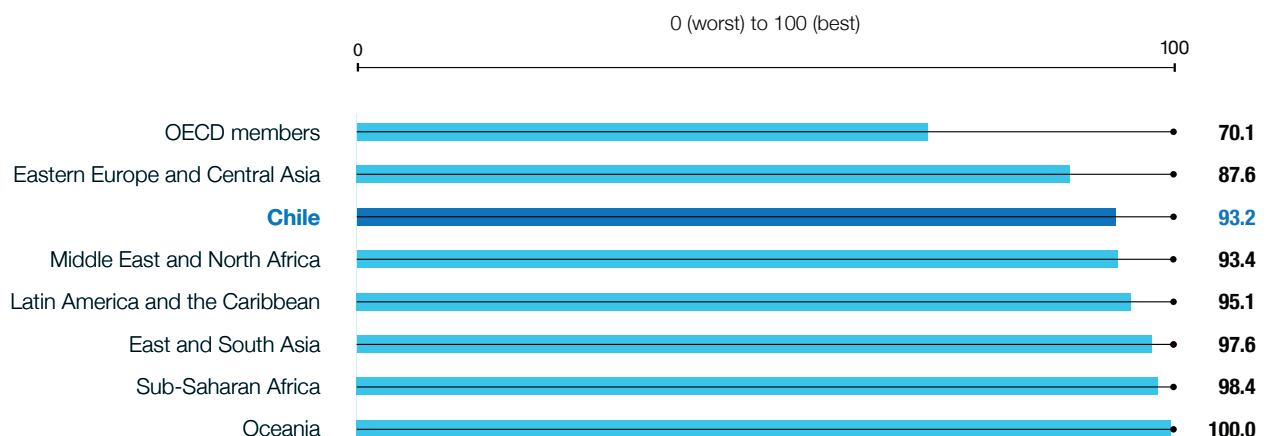 0 (worst) to 100 (best)
0 100
OECD members 70.1
Eastern Europe and Central Asia 87.6
Chile 93.2
Middle East and North Africa 93.4
Latin America and the Caribbean 95.1
East and South Asia 97.6
Sub-Saharan Africa 98.4
Oceania 100.0